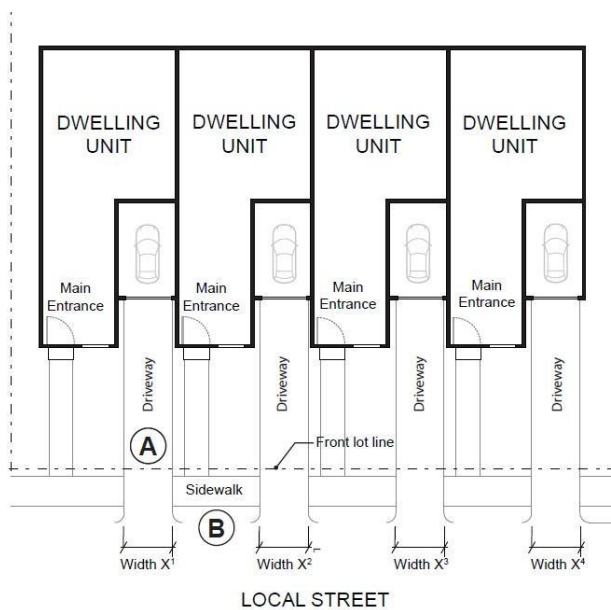 DWELLING
UNIT
DWELLING
UNIT
DWELLING
UNIT
DWELLING
UNIT
Main
Entrance
Main
Entrance
Main
Entrance
Main
Entrance
Driveway
Driveway
Driveway
Driveway
A
Front lot line
Sidewalk
B
Width X¹
Width X²
Width X³
Width X⁴
LOCAL STREET